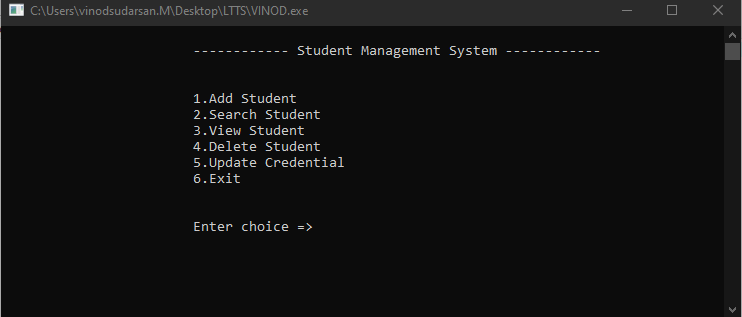 C:\Users\vinodsudarsan.M\Desktop\LTTS\VINOD.exe
------------ Student Management System ------------
1.Add Student
2.Search Student
3.View Student
4.Delete Student
5.Update Credential
6.Exit
Enter choice =>